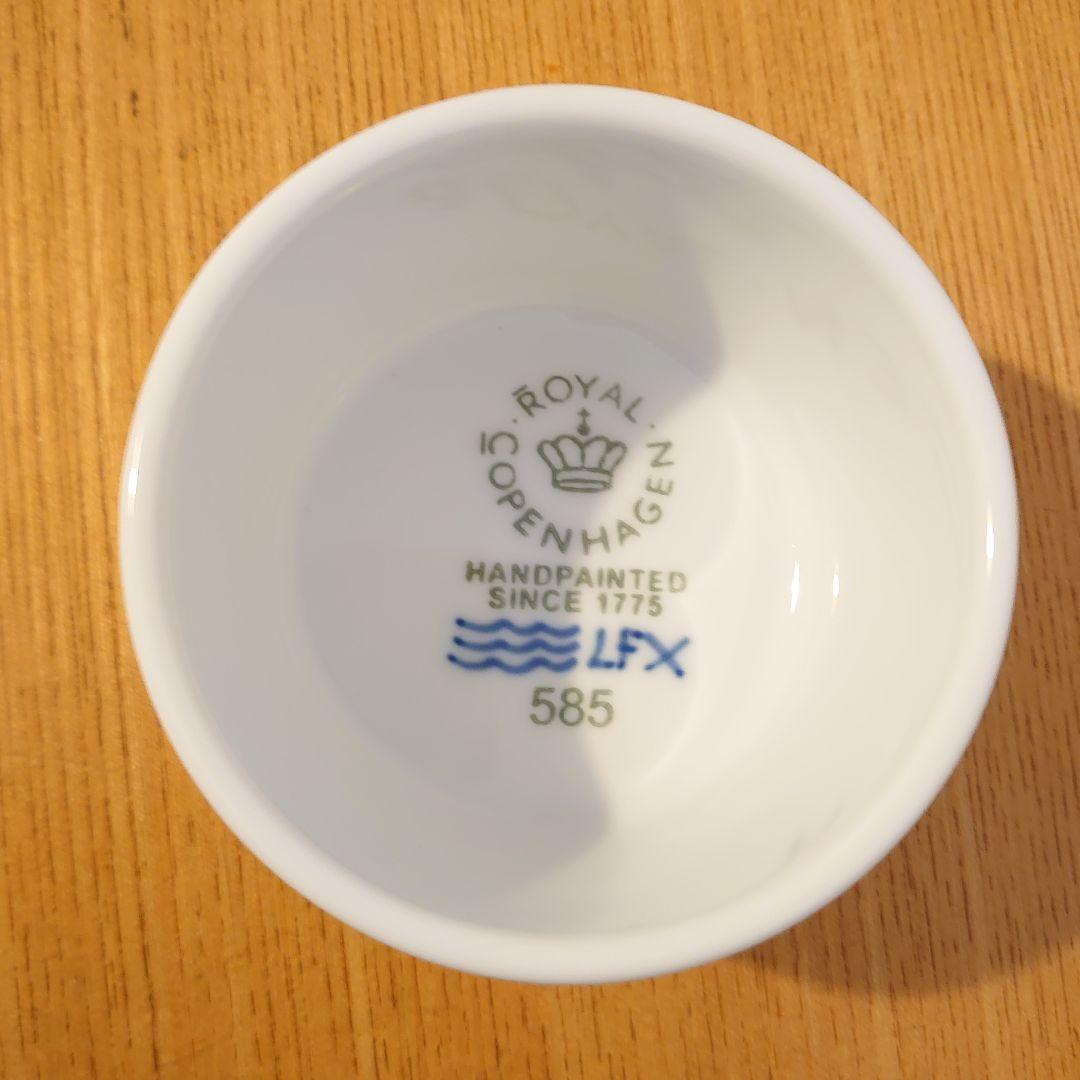 ROYAL
COPENHAGEN
HANDPAINTED
SINCE 1775
LFX
585